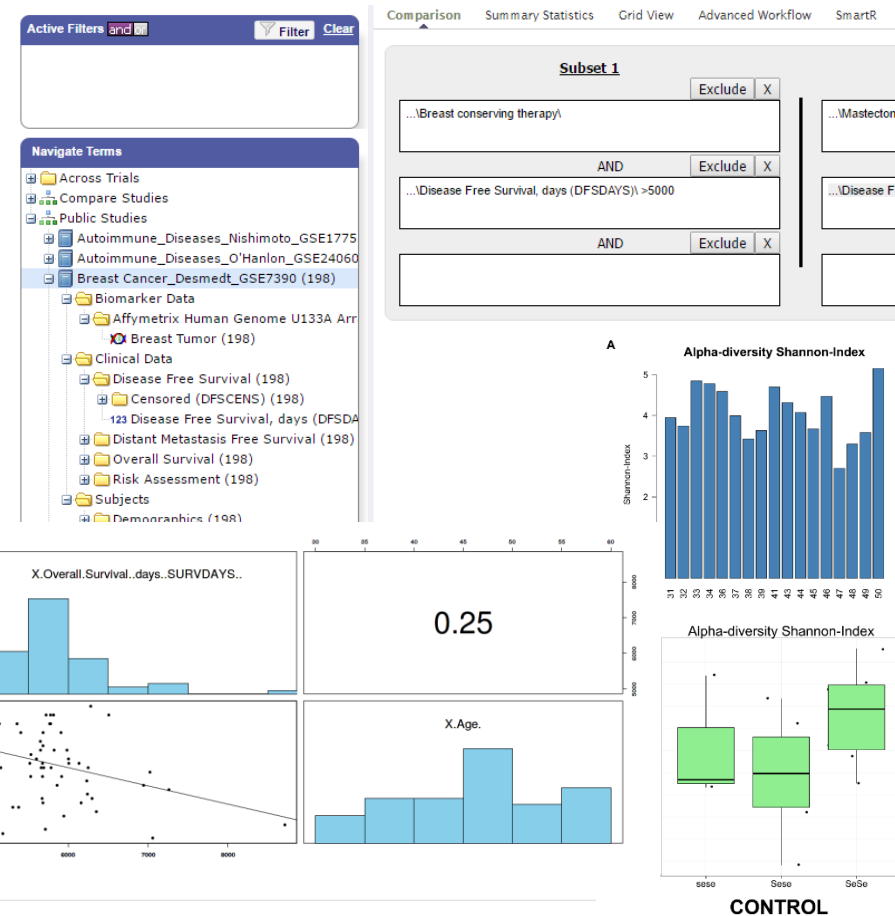 Active Filters and or Filter Clear
Navigate Terms
Across Trials
Compare Studies
Public Studies
Autoimmune_Diseases_Nishimoto_GSE1775
Autoimmune_Diseases_O'Hanlon_GSE24060
Breast Cancer_Desmedt_GSE7390 (198)
Biomarker Data
Affymetrix Human Genome U133A Arr
Breast Tumor (198)
Clinical Data
Disease Free Survival (198)
Censored (DFSCENS) (198)
123 Disease Free Survival, days (DFSDA
Distant Metastasis Free Survival (198)
Overall Survival (198)
Risk Assessment (198)
Subjects
Demographics (198)
Comparison Summary Statistics Grid View Advanced Workflow SmartR
Subset 1
Exclude X
...\Breast conserving therapy\
...\Mastecton
AND Exclude X
...\Disease Free Survival, days (DFSDAYS)\ >5000
...\Disease F
AND Exclude X
A
Alpha-diversity Shannon-Index
Shannon-Index
5
4
3
2
31 32 33 34 36 37 38 39 41 43 44 45 46 47 48 49 50
30 35 40 45 50 55 60
X.Overall.Survival..days..SURVDAYS..
0.25
8000
7000
6000
5000
X.Age.
6000 7000 8000
Alpha-diversity Shannon-Index
sese Sese SeSe
CONTROL